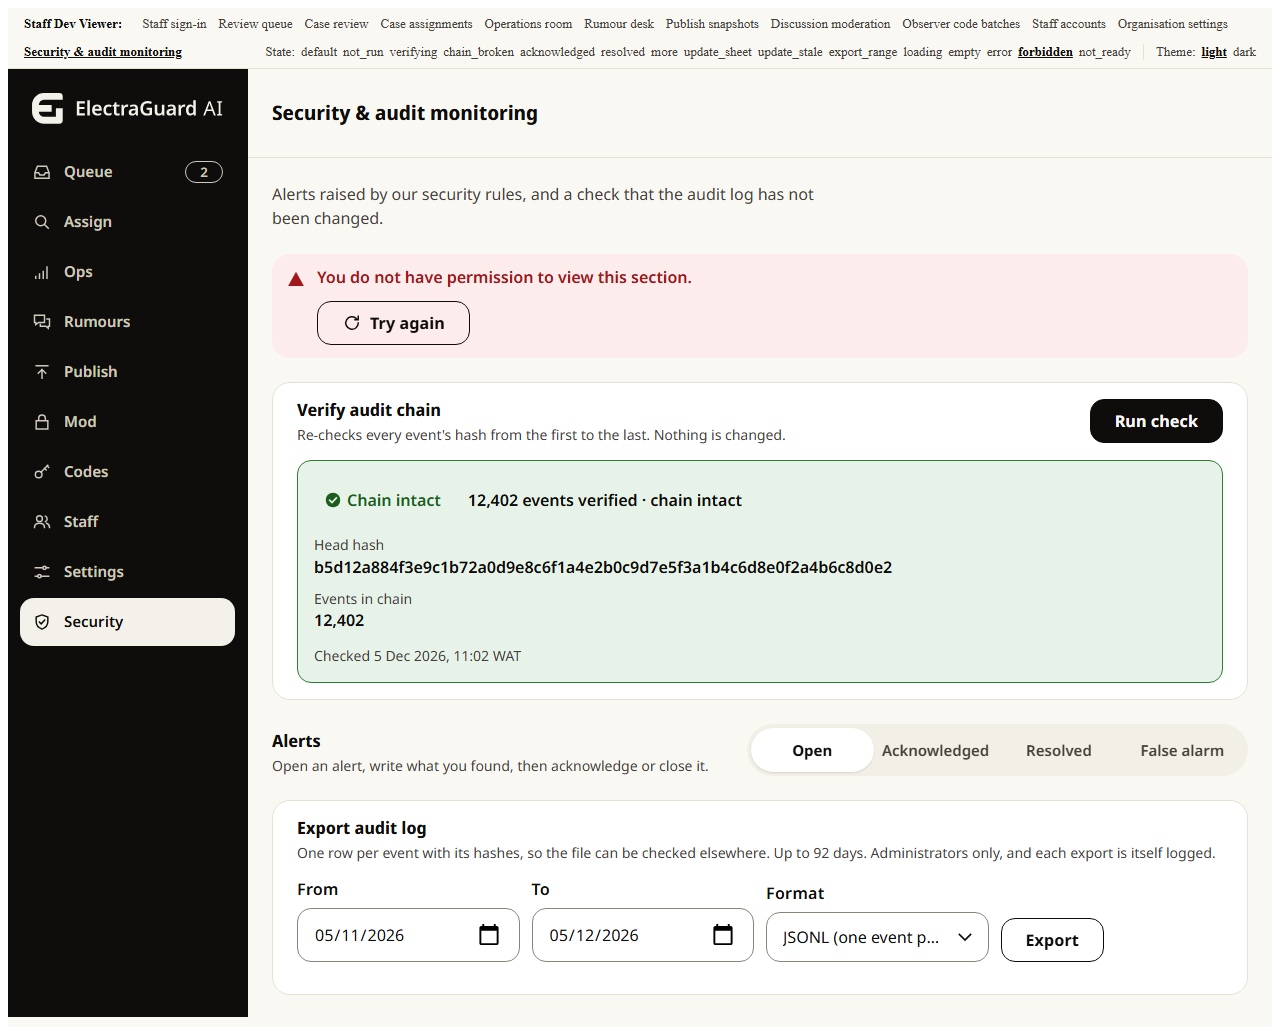 Staff Dev Viewer: Staff sign-in Review queue Case review Case assignments Operations room Rumour desk Publish snapshots Discussion moderation Observer code batches Staff accounts Organisation settings
Security & audit monitoring State: default not_run verifying chain_broken acknowledged resolved more update_sheet update_stale export_range loading empty error forbidden not_ready Theme: light dark
ElectraGuard AI
Queue 2
Assign
Ops
Rumours
Publish
Mod
Codes
Staff
Settings
Security
Security & audit monitoring
Alerts raised by our security rules, and a check that the audit log has not
been changed.
You do not have permission to view this section.
Try again
Verify audit chain
Re-checks every event's hash from the first to the last. Nothing is changed.
Run check
Chain intact 12,402 events verified · chain intact
Head hash
b5d12a884f3e9c1b72a0d9e8c6f1a4e2b0c9d7e5f3a1b4c6d8e0f2a4b6c8d0e2
Events in chain
12,402
Checked 5 Dec 2026, 11:02 WAT
Alerts
Open an alert, write what you found, then acknowledge or close it.
Open Acknowledged Resolved False alarm
Export audit log
One row per event with its hashes, so the file can be checked elsewhere. Up to 92 days. Administrators only, and each export is itself logged.
From To Format
05/11/2026 05/12/2026 JSONL (one event p... Export